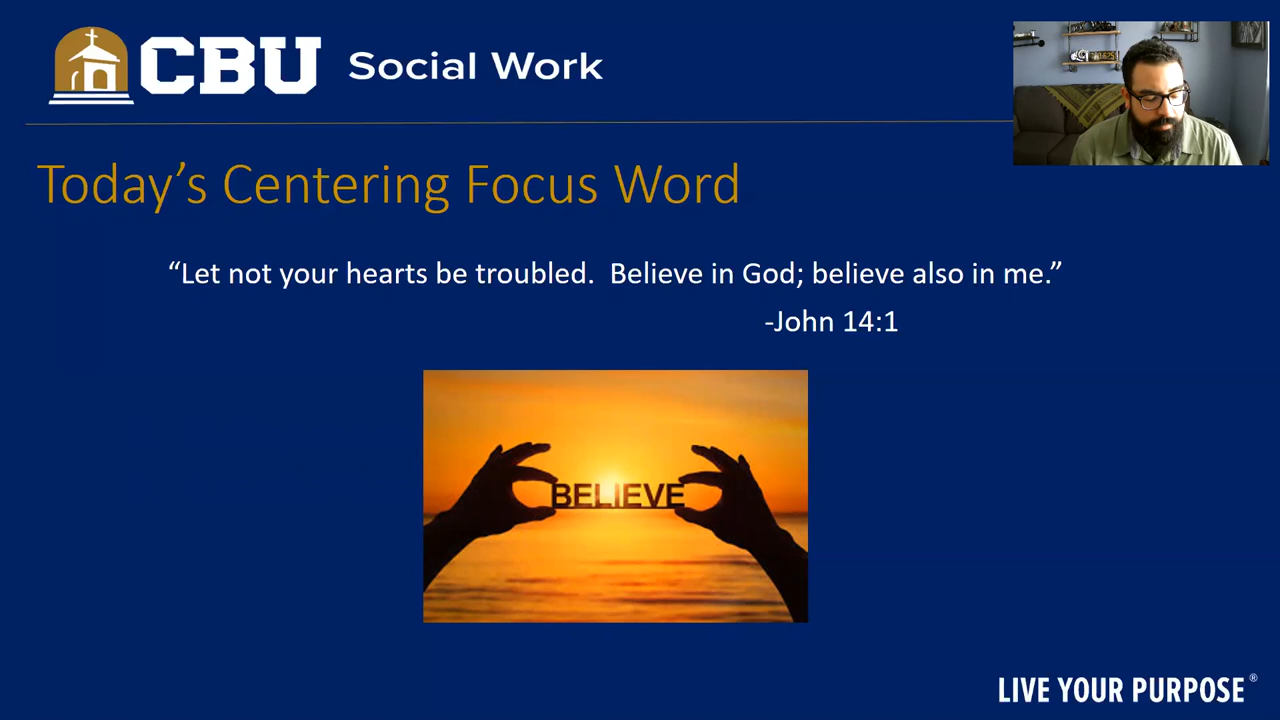 CBU Social Work
Today’s Centering Focus Word
“Let not your hearts be troubled.  Believe in God; believe also in me.”
-John 14:1
BELIEVE
LIVE YOUR PURPOSE®